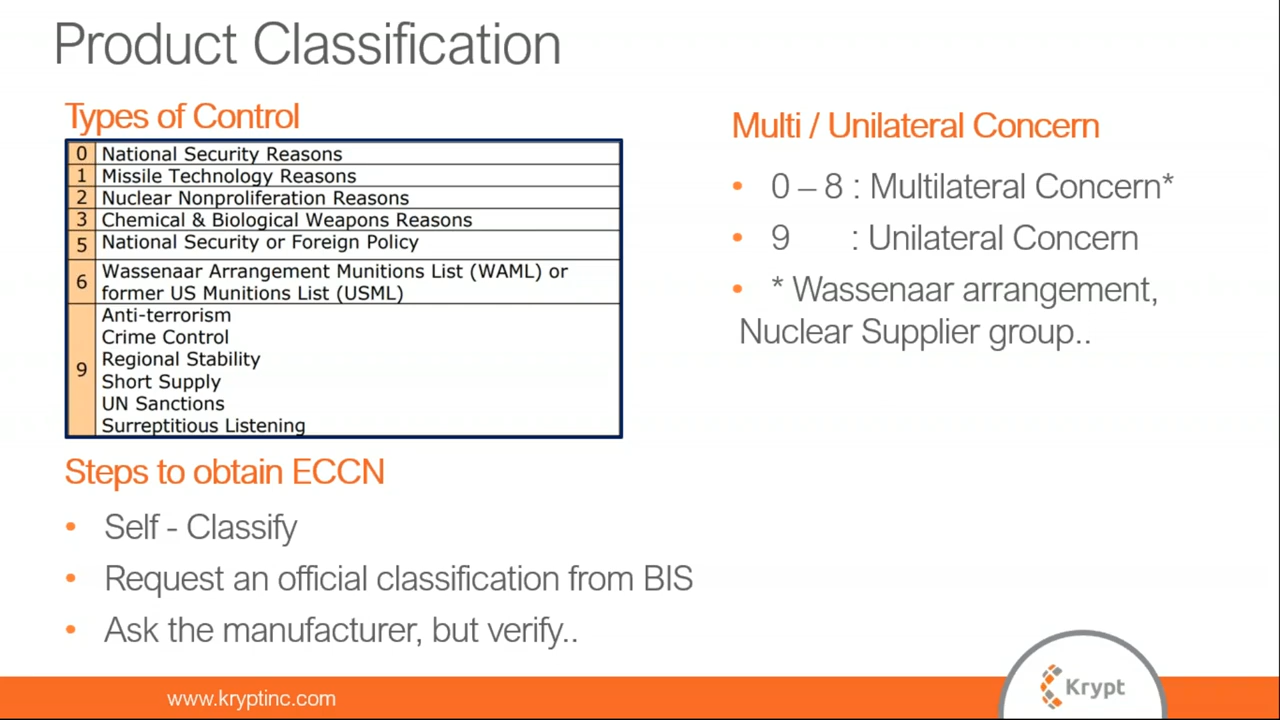 Product Classification
Types of Control
0 National Security Reasons
1 Missile Technology Reasons
2 Nuclear Nonproliferation Reasons
3 Chemical & Biological Weapons Reasons
5 National Security or Foreign Policy
6 Wassenaar Arrangement Munitions List (WAML) or
former US Munitions List (USML)
9 Anti-terrorism
Crime Control
Regional Stability
Short Supply
UN Sanctions
Surreptitious Listening
Steps to obtain ECCN
• Self - Classify
• Request an official classification from BIS
• Ask the manufacturer, but verify..
Multi / Unilateral Concern
• 0 – 8 : Multilateral Concern*
• 9 : Unilateral Concern
• * Wassenaar arrangement,
Nuclear Supplier group..
www.kryptinc.com
Krypt